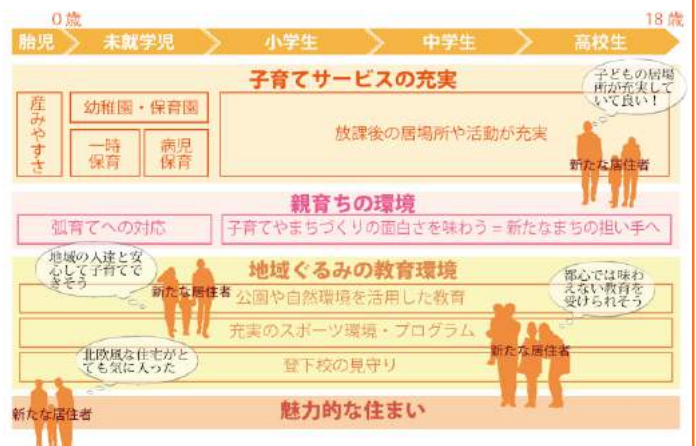 0歳
18歳
胎児
未就学児
小学生
中学生
高校生
子育てサービスの充実
子どもの居場
所が充実して
いて良い！
産みやすさ
幼稚園・保育園
一時
保育
病児
保育
放課後の居場所や活動が充実
新たな居住者
親育ちの環境
弧育てへの対応
子育てやまちづくりの面白さを味わう＝新たなまちの担い手へ
地域の人達と安
心して子育てで
きそう
地域ぐるみの教育環境
都心では味わ
えない教育を
受けられそう
新たな居住者
公園や自然環境を活用した教育
充実のスポーツ環境・プログラム
新たな居住者
北欧風な住宅がと
ても気に入った
登下校の見守り
新たな居住者
魅力的な住まい